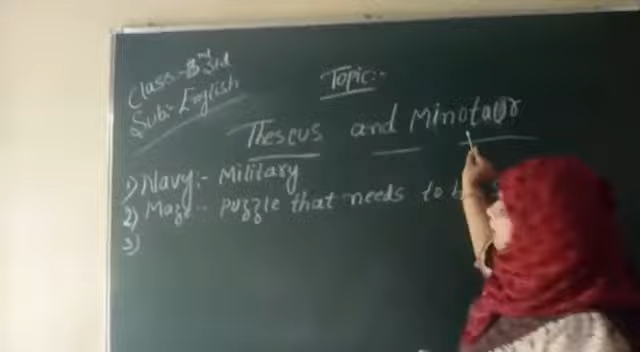 Class:- 3rd
Sub:- English
Topic:-
Theseus and Minotaur
1) Navy:- Military
2) Maze:- Puzzle that needs to
3)